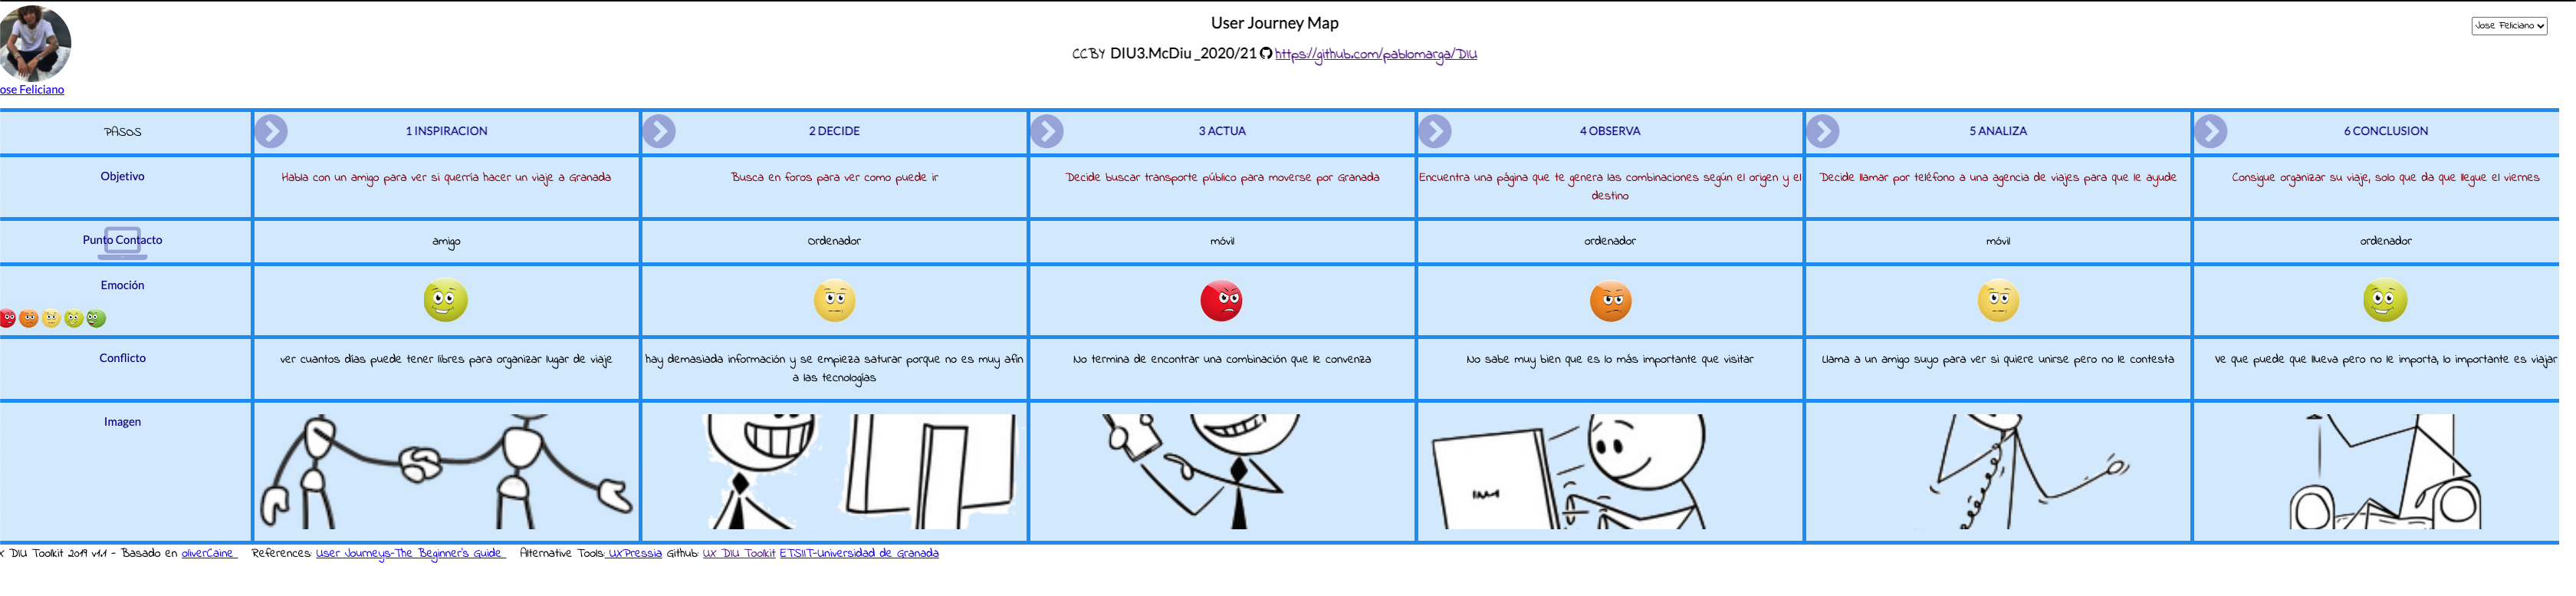 User Journey Map
Jose Feliciano
CCBY DIU3.McDiu_2020/21 https://github.com/pablomarga/DIU
ose Feliciano
PASOS
1 INSPIRACION
2 DECIDE
3 ACTUA
4 OBSERVA
5 ANALIZA
6 CONCLUSION
Objetivo
Habla con un amigo para ver si querría hacer un viaje a Granada
Busca en foros para ver como puede ir
Decide buscar transporte público para moverse por Granada
Encuentra una página que te genera las combinaciones según el origen y el
destino
Decide llamar por teléfono a una agencia de viajes para que le ayude
Consigue organizar su viaje, solo que da que llegue el viernes
Punto Contacto
amigo
Ordenador
móvil
ordenador
móvil
ordenador
Emoción
Conflicto
ver cuantos días puede tener libres para organizar lugar de viaje
hay demasiada información y se empieza saturar porque no es muy afin
a las tecnologías
No termina de encontrar una combinación que le convenza
No sabe muy bien que es lo más importante que visitar
Llama a un amigo suyo para ver si quiere unirse pero no le contesta
Ve que puede que llueva pero no le importa, lo importante es viajar
Imagen
x DIU Toolkit 2019 v1.1 - Basado en oliverCaine References: User Journeys-The Beginner's Guide Alternative Tools: UXPressia Github: UX DIU Toolkit ETSIIT-Universidad de Granada